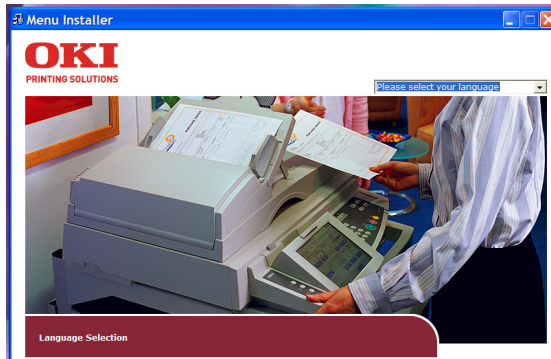 Menu Installer
OKI
PRINTING SOLUTIONS
Please select your language
Language Selection